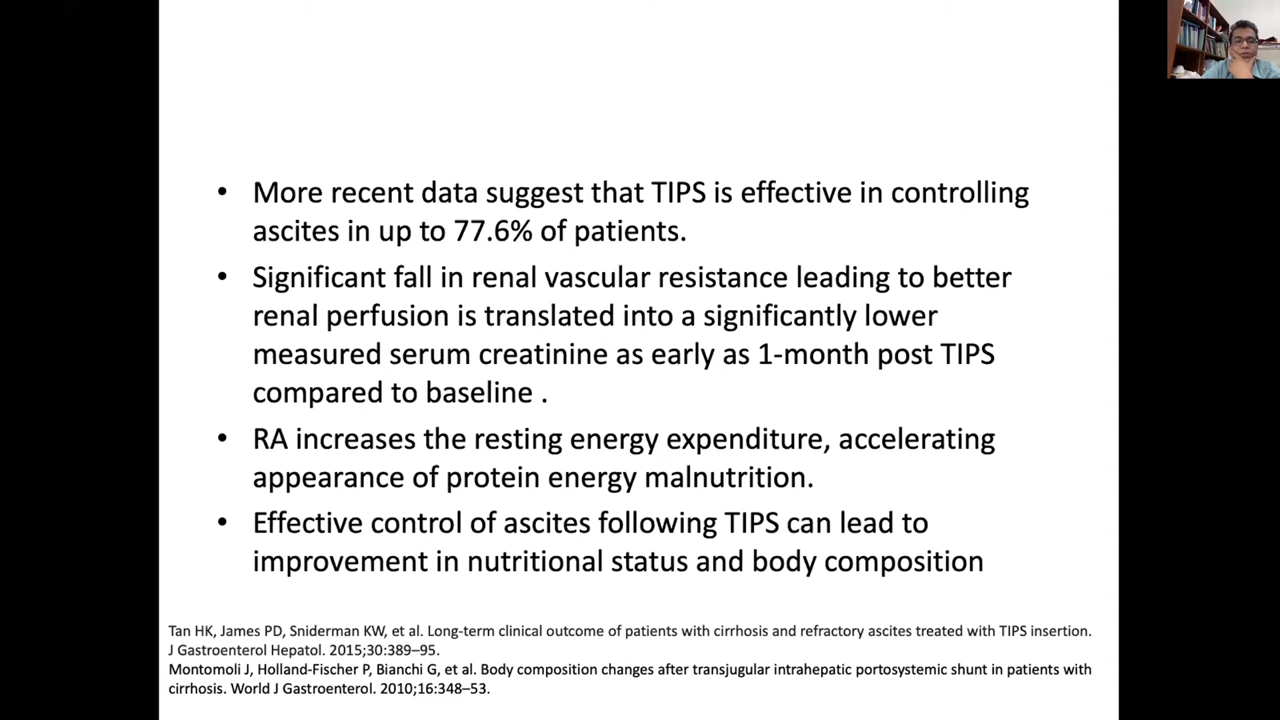 • More recent data suggest that TIPS is effective in controlling
ascites in up to 77.6% of patients.
• Significant fall in renal vascular resistance leading to better
renal perfusion is translated into a significantly lower
measured serum creatinine as early as 1-month post TIPS
compared to baseline .
• RA increases the resting energy expenditure, accelerating
appearance of protein energy malnutrition.
• Effective control of ascites following TIPS can lead to
improvement in nutritional status and body composition
Tan HK, James PD, Sniderman KW, et al. Long-term clinical outcome of patients with cirrhosis and refractory ascites treated with TIPS insertion.
J Gastroenterol Hepatol. 2015;30:389–95.
Montomoli J, Holland-Fischer P, Bianchi G, et al. Body composition changes after transjugular intrahepatic portosystemic shunt in patients with
cirrhosis. World J Gastroenterol. 2010;16:348–53.